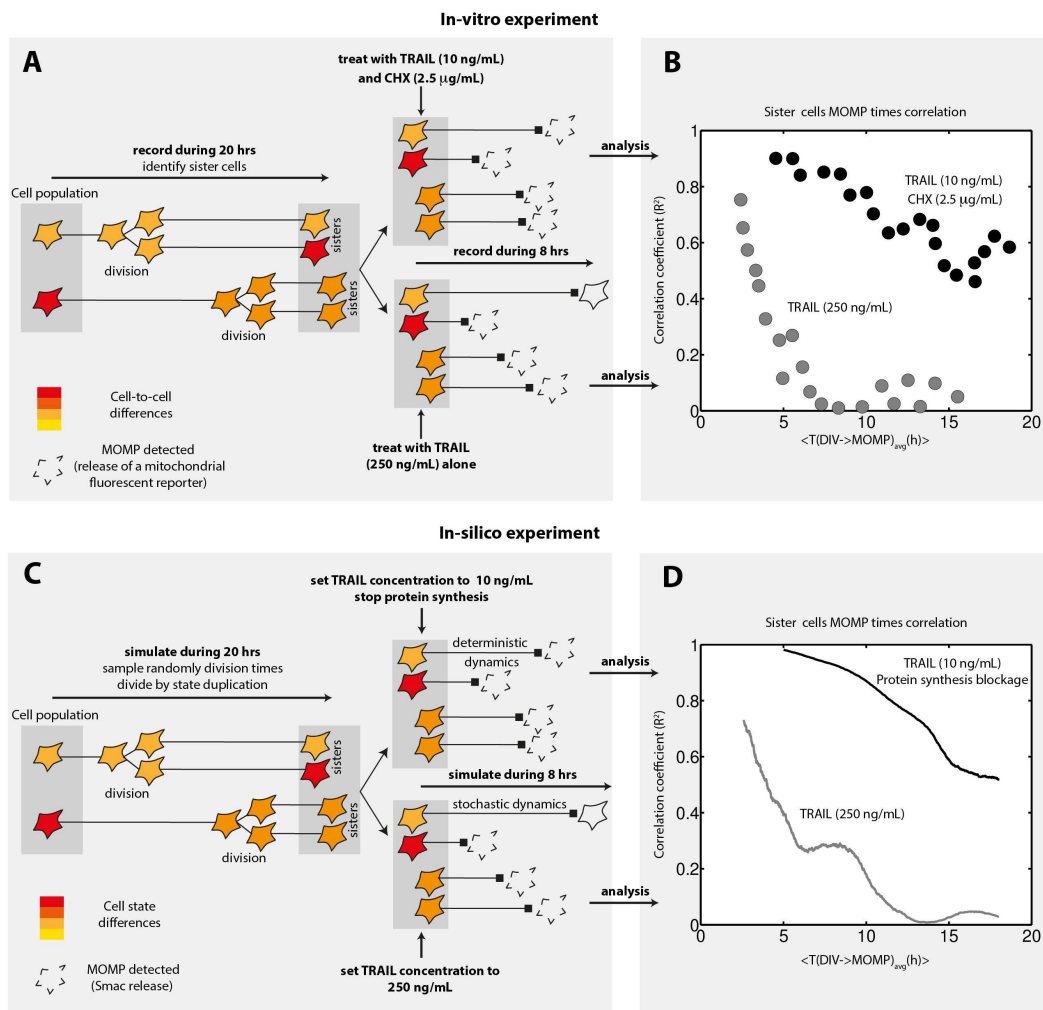 In-vitro experiment
A
treat with TRAIL (10 ng/mL)
and CHX (2.5 μg/mL)
record during 20 hrs
identify sister cells
Cell population
division
sisters
sisters
division
analysis
record during 8 hrs
analysis
treat with TRAIL
(250 ng/mL) alone
Cell-to-cell
differences
MOMP detected
(release of a mitochondrial
fluorescent reporter)
B
Sister cells MOMP times correlation
TRAIL (10 ng/mL)
CHX (2.5 μg/mL)
TRAIL (250 ng/mL)
Correlation coefficient (R²)
1
0.8
0.6
0.4
0.2
0
5
10
15
20
<T(DIV->MOMP)avg(h)>
In-silico experiment
C
set TRAIL concentration to 10 ng/mL
stop protein synthesis
simulate during 20 hrs
sample randomly division times
divide by state duplication
Cell population
division
sisters
sisters
division
deterministic
dynamics
analysis
simulate during 8 hrs
stochastic dynamics
analysis
set TRAIL concentration to
250 ng/mL
Cell state
differences
MOMP detected
(Smac release)
D
Sister cells MOMP times correlation
TRAIL (10 ng/mL)
Protein synthesis blockage
TRAIL (250 ng/mL)
Correlation coefficient (R²)
1
0.8
0.6
0.4
0.2
0
0
5
10
15
20
<T(DIV->MOMP)avg(h)>